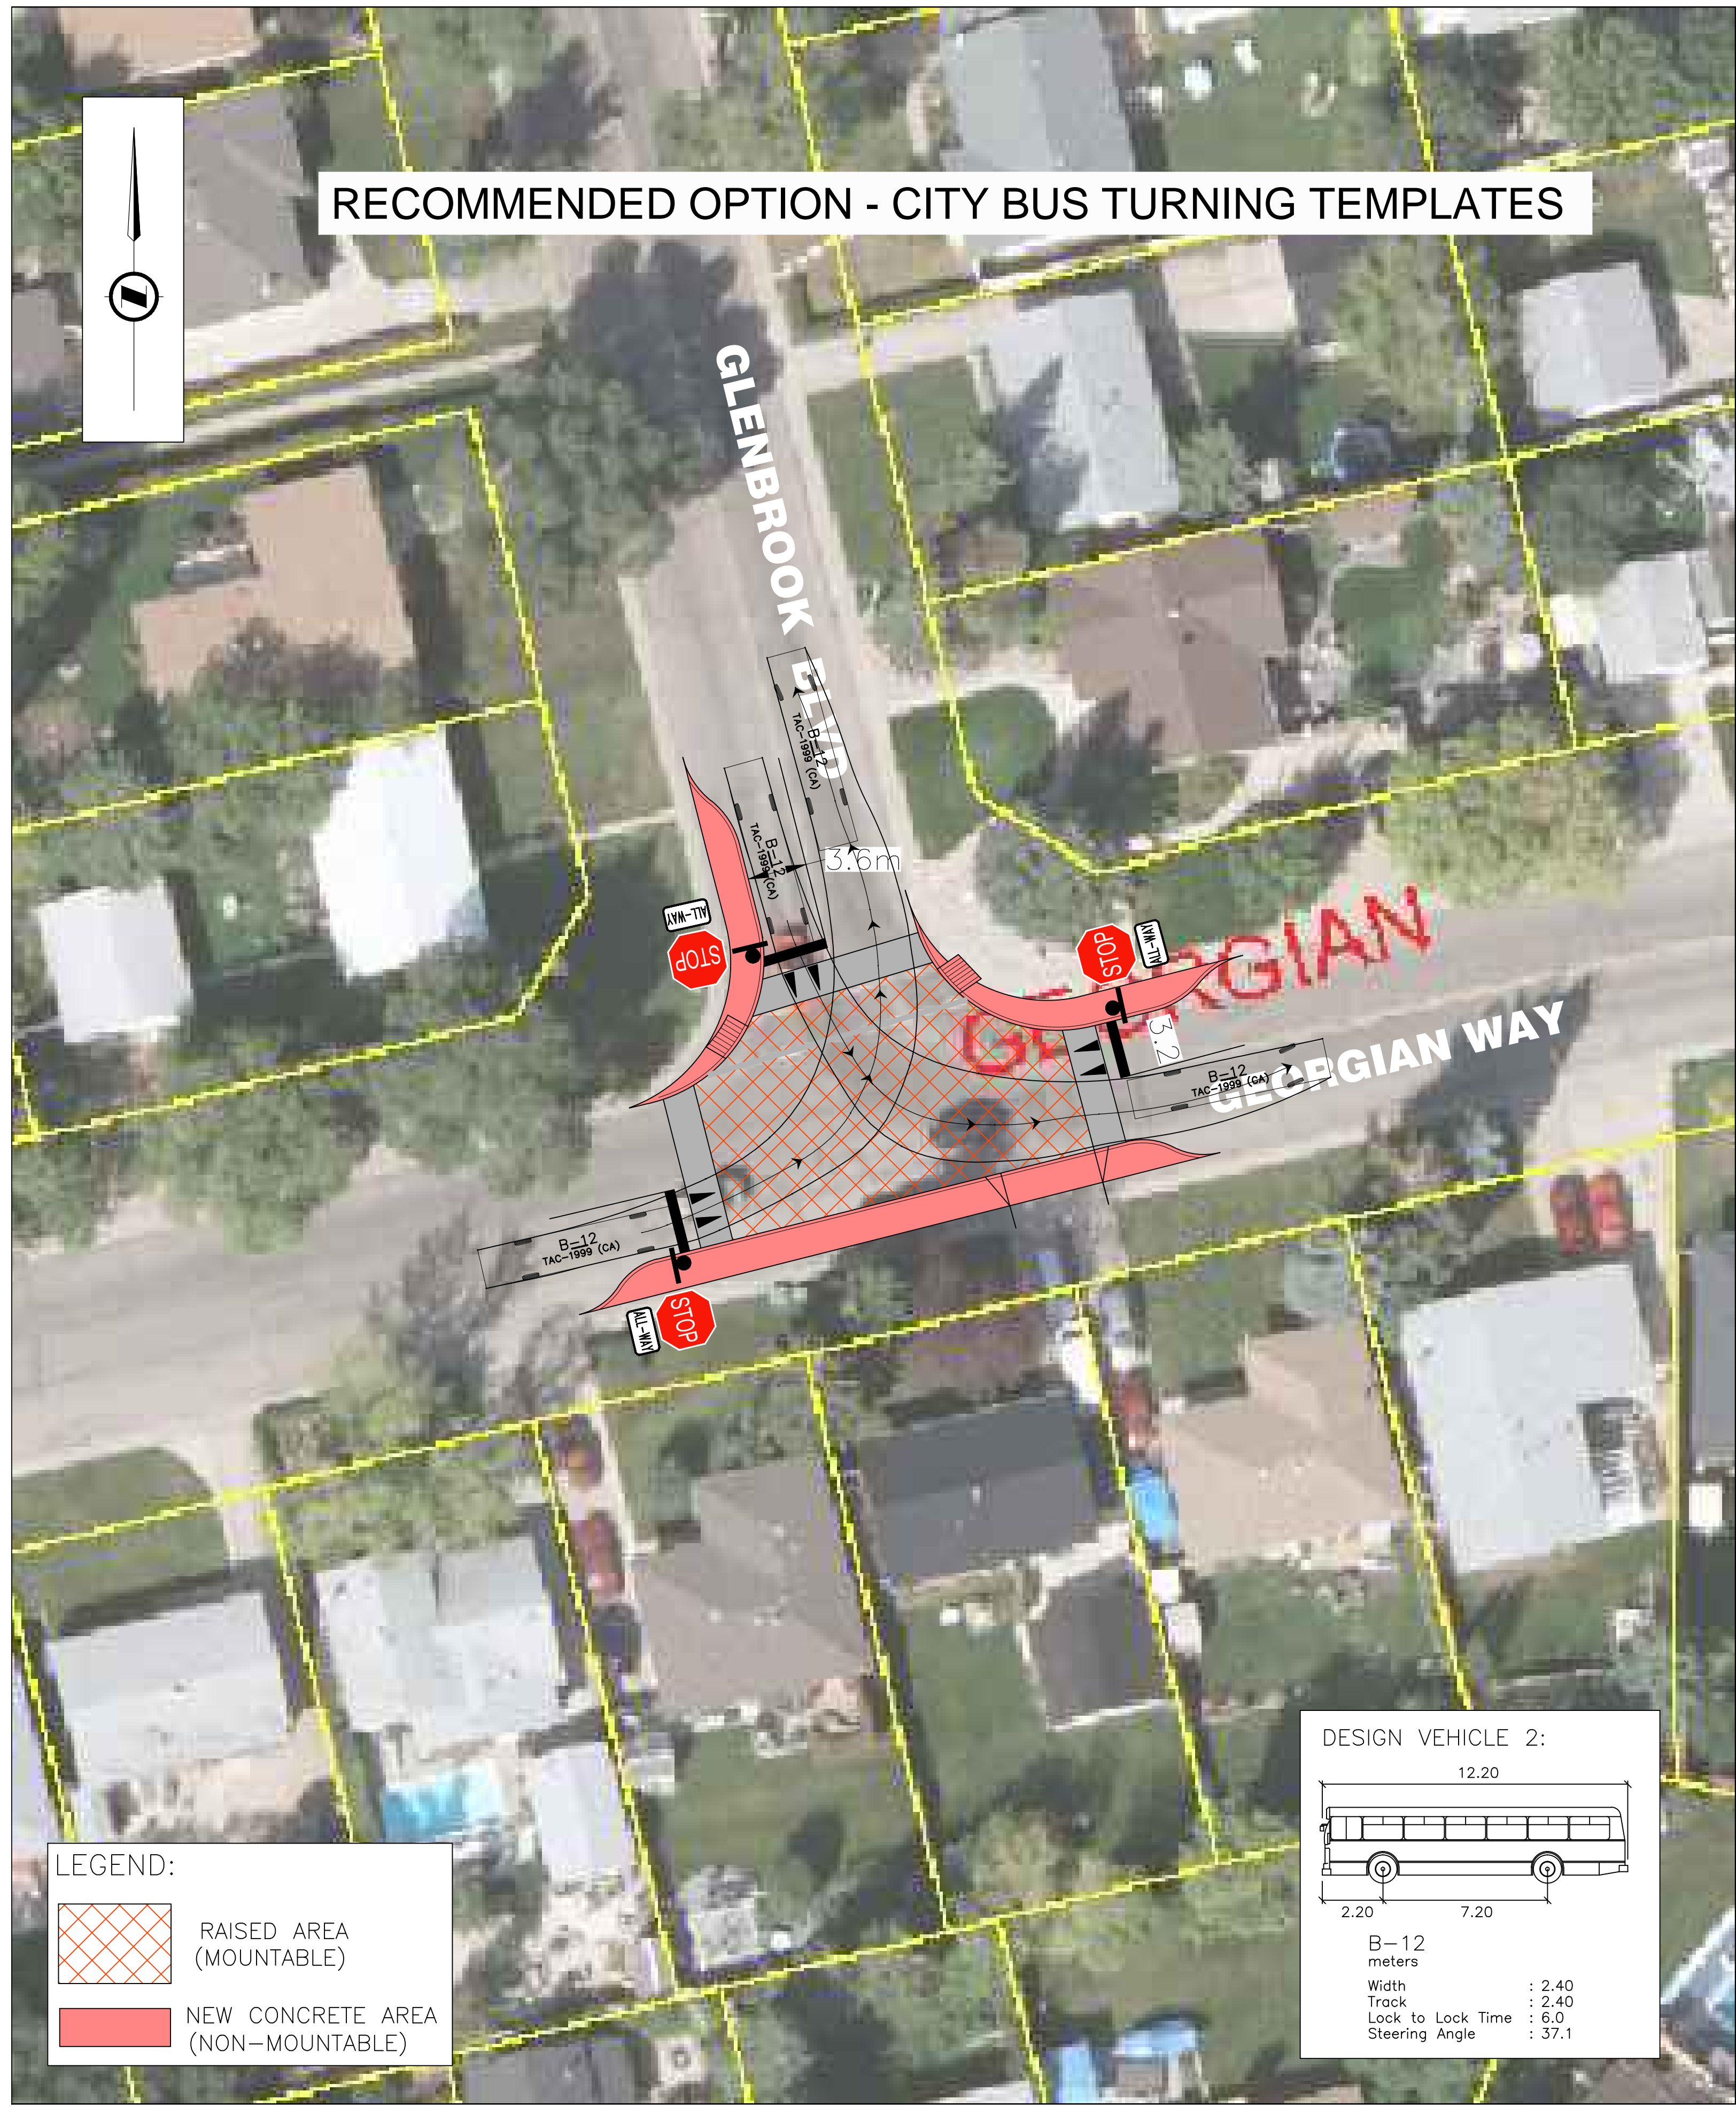 RECOMMENDED OPTION - CITY BUS TURNING TEMPLATES
N
GLENBROOK BLVD
B-12
TAC-1999 (CA)
B-12
TAC-1999 (CA)
3.6m
ALL-WAY
STOP
STOP
ALL-WAY
GEORGIAN
3.2
GEORGIAN WAY
B-12
TAC-1999 (CA)
B-12
TAC-1999 (CA)
STOP
ALL-WAY
DESIGN VEHICLE 2:
12.20
2.20 7.20
B-12
meters
Width : 2.40
Track : 2.40
Lock to Lock Time : 6.0
Steering Angle : 37.1
LEGEND:
RAISED AREA
(MOUNTABLE)
NEW CONCRETE AREA
(NON-MOUNTABLE)